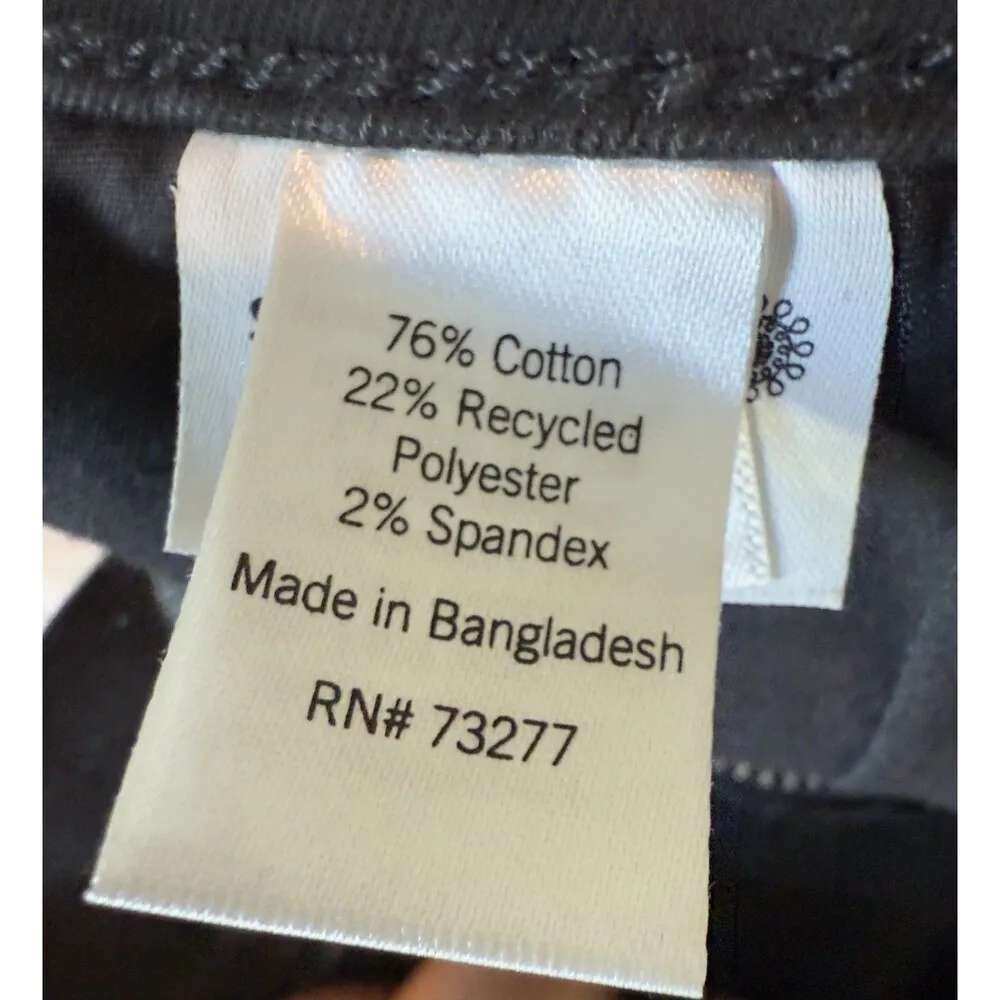 76% Cotton
22% Recycled
Polyester
2% Spandex
Made in Bangladesh
RN# 73277